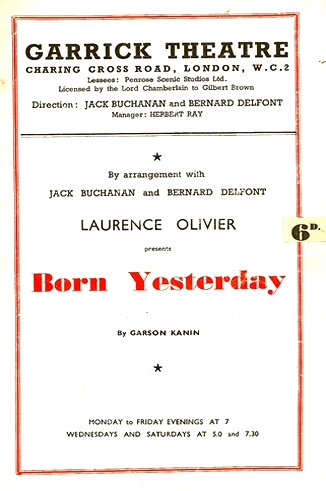 GARRICK THEATRE
CHARING CROSS ROAD, LONDON, W.C.2
Lessees: Penrose Scenic Studios Ltd.
Licensed by the Lord Chamberlain to Gilbert Brown
Direction: JACK BUCHANAN and BERNARD DELFONT
Manager: HERBERT RAY
By arrangement with
JACK BUCHANAN and BERNARD DELFONT
LAURENCE OLIVIER
presents
6D.
Born Yesterday
By GARSON KANIN
MONDAY to FRIDAY EVENINGS AT 7
WEDNESDAYS and SATURDAYS at 5.0 and 7.30